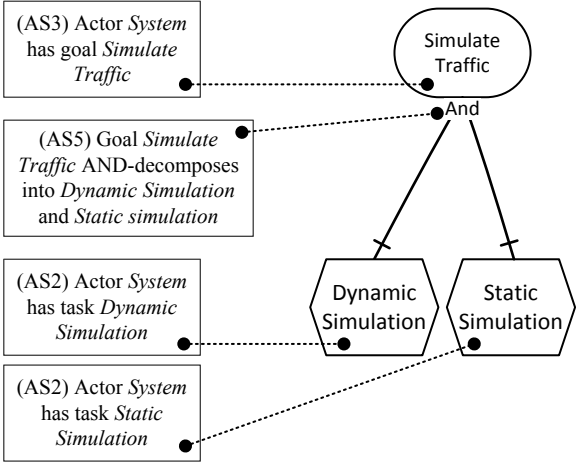 (AS3) Actor System
has goal Simulate
Traffic
Simulate
Traffic
And
(AS5) Goal Simulate
Traffic AND-decomposes
into Dynamic Simulation
and Static simulation
(AS2) Actor System
has task Dynamic
Simulation
Dynamic
Simulation
Static
Simulation
(AS2) Actor System
has task Static
Simulation